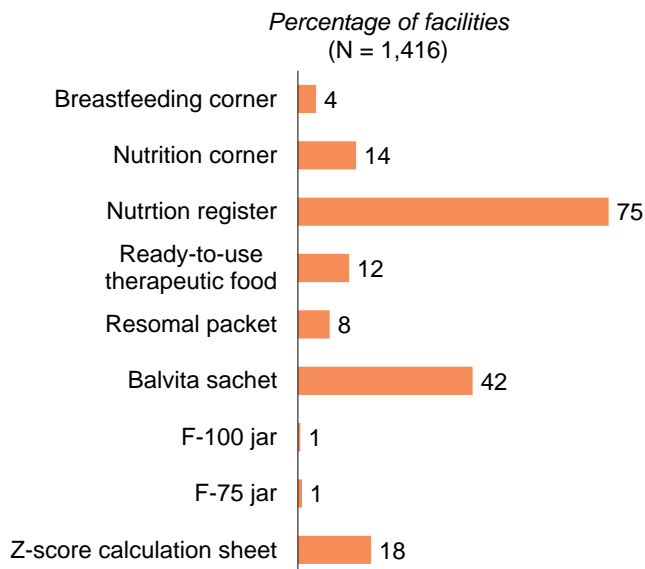 Percentage of facilities
(N = 1,416)
Breastfeeding corner 4
Nutrition corner 14
Nutrtion register 75
Ready-to-use
therapeutic food 12
Resomal packet 8
Balvita sachet 42
F-100 jar 1
F-75 jar 1
Z-score calculation sheet 18